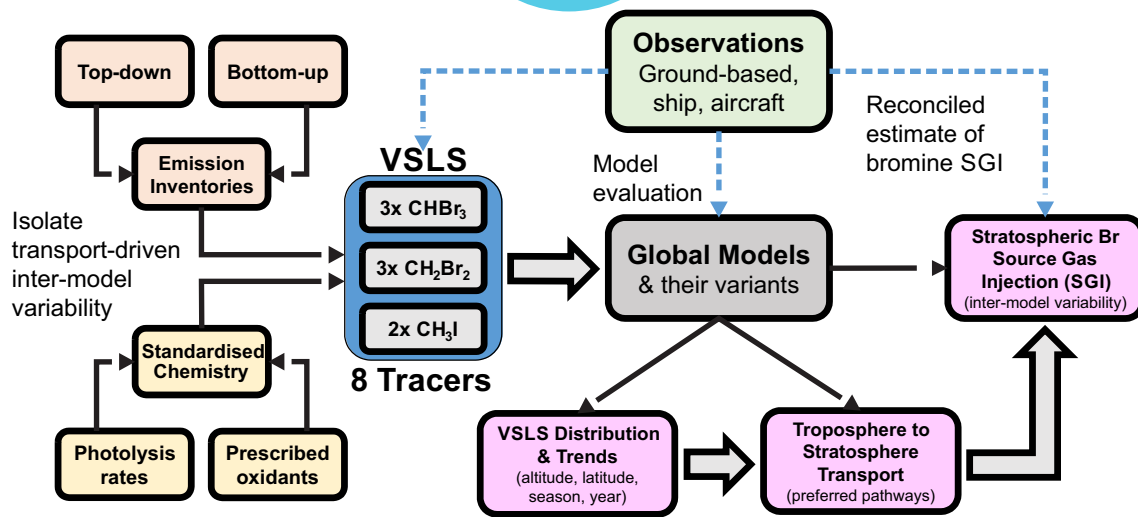 Top-down
Bottom-up
Emission
Inventories
Isolate
transport-driven
inter-model
variability
Standardised
Chemistry
Photolysis
rates
Prescribed
oxidants
VSLS
3x CHBr₃
3x CH₂Br₂
2x CH₃I
8 Tracers
Observations
Ground-based,
ship, aircraft
Model
evaluation
Reconciled
estimate of
bromine SGI
Global Models
& their variants
Stratospheric Br
Source Gas
Injection (SGI)
(inter-model variability)
VSLS Distribution
& Trends
(altitude, latitude,
season, year)
Troposphere to
Stratosphere
Transport
(preferred pathways)